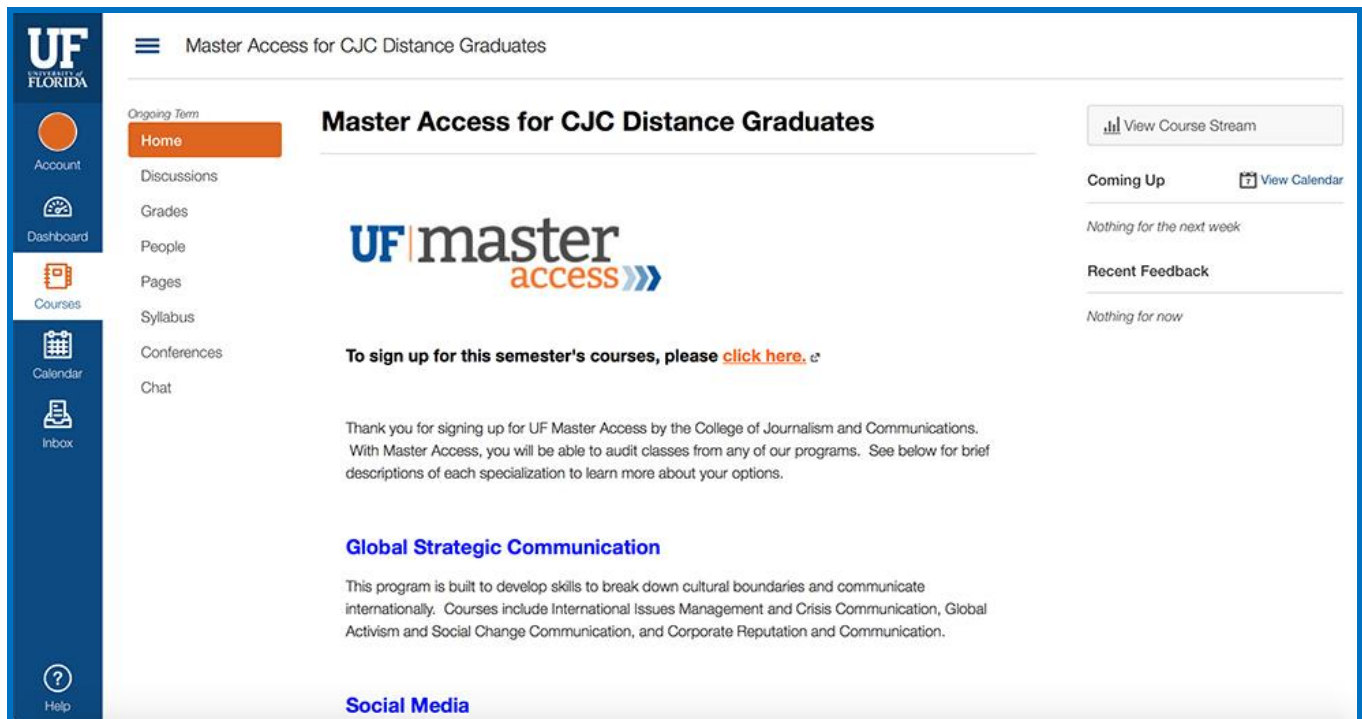 UF
UNIVERSITY of
FLORIDA
Account
Dashboard
Courses
Calendar
Inbox
Help
Master Access for CJC Distance Graduates
Ongoing Term
Home
Discussions
Grades
People
Pages
Syllabus
Conferences
Chat
Master Access for CJC Distance Graduates
UF master
access
To sign up for this semester's courses, please click here.
Thank you for signing up for UF Master Access by the College of Journalism and Communications.
With Master Access, you will be able to audit classes from any of our programs. See below for brief
descriptions of each specialization to learn more about your options.
Global Strategic Communication
This program is built to develop skills to break down cultural boundaries and communicate
internationally. Courses include International Issues Management and Crisis Communication, Global
Activism and Social Change Communication, and Corporate Reputation and Communication.
Social Media
View Course Stream
Coming Up
7 View Calendar
Nothing for the next week
Recent Feedback
Nothing for now